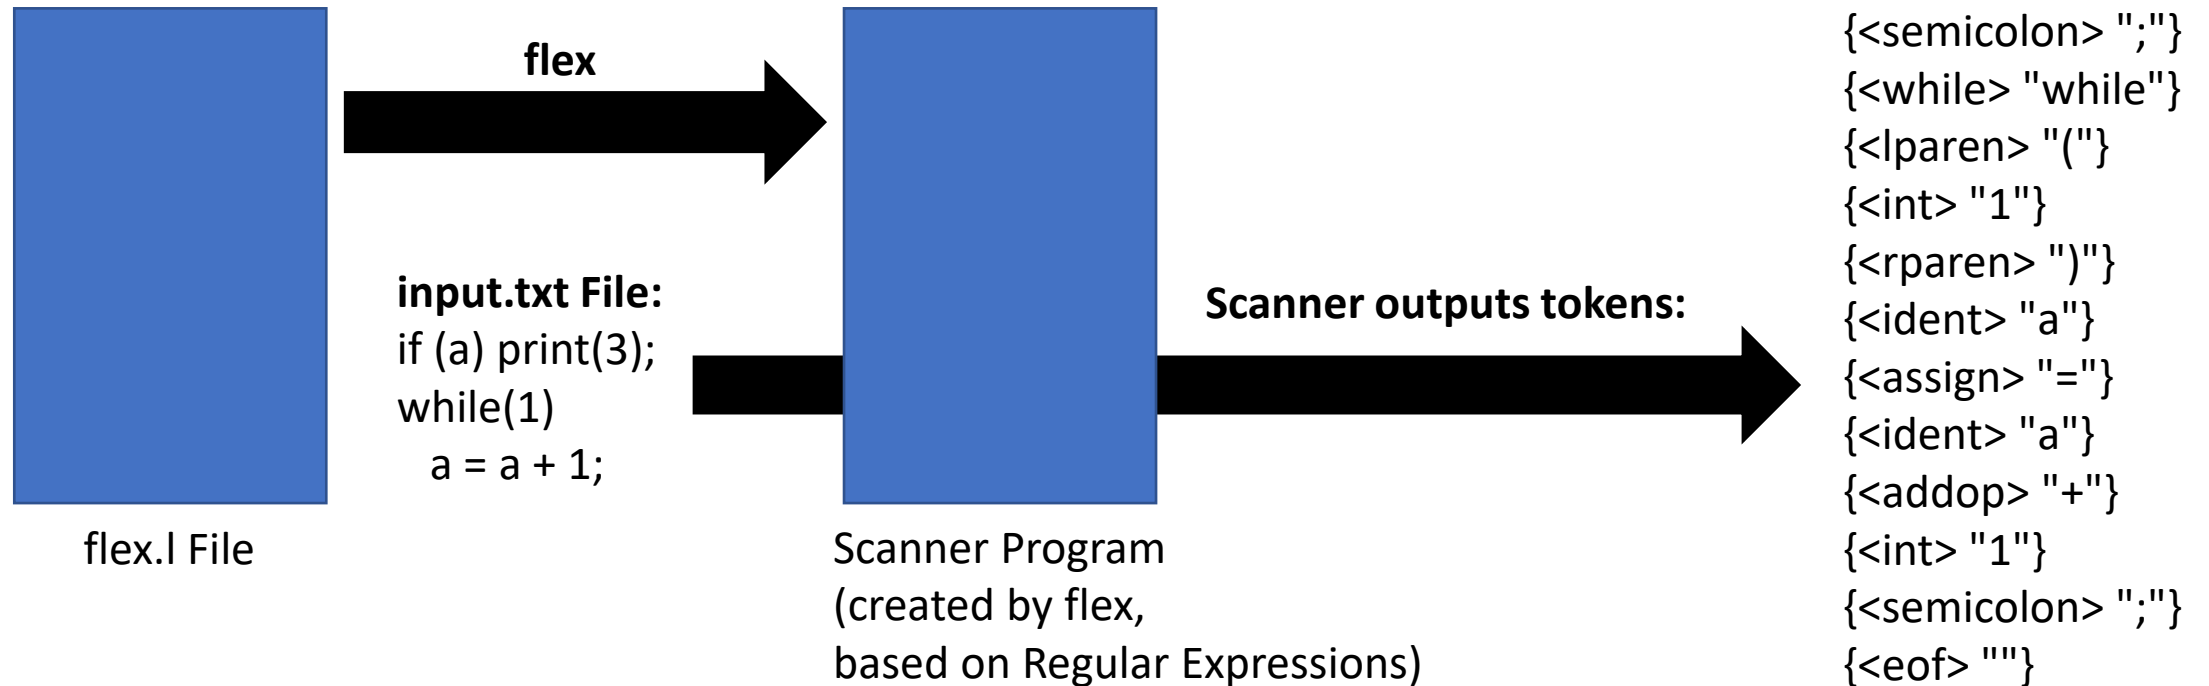 flex
flex.l File
input.txt File:
if (a) print(3);
while(1)
a = a + 1;
Scanner Program
(created by flex,
based on Regular Expressions)
Scanner outputs tokens:
{<semicolon> ";"}
{<while> "while"}
{<lparen> "("}
{<int> "1"}
{<rparen> ")"}
{<ident> "a"}
{<assign> "="}
{<ident> "a"}
{<addop> "+"}
{<int> "1"}
{<semicolon> ";"}
{<eof> ""}